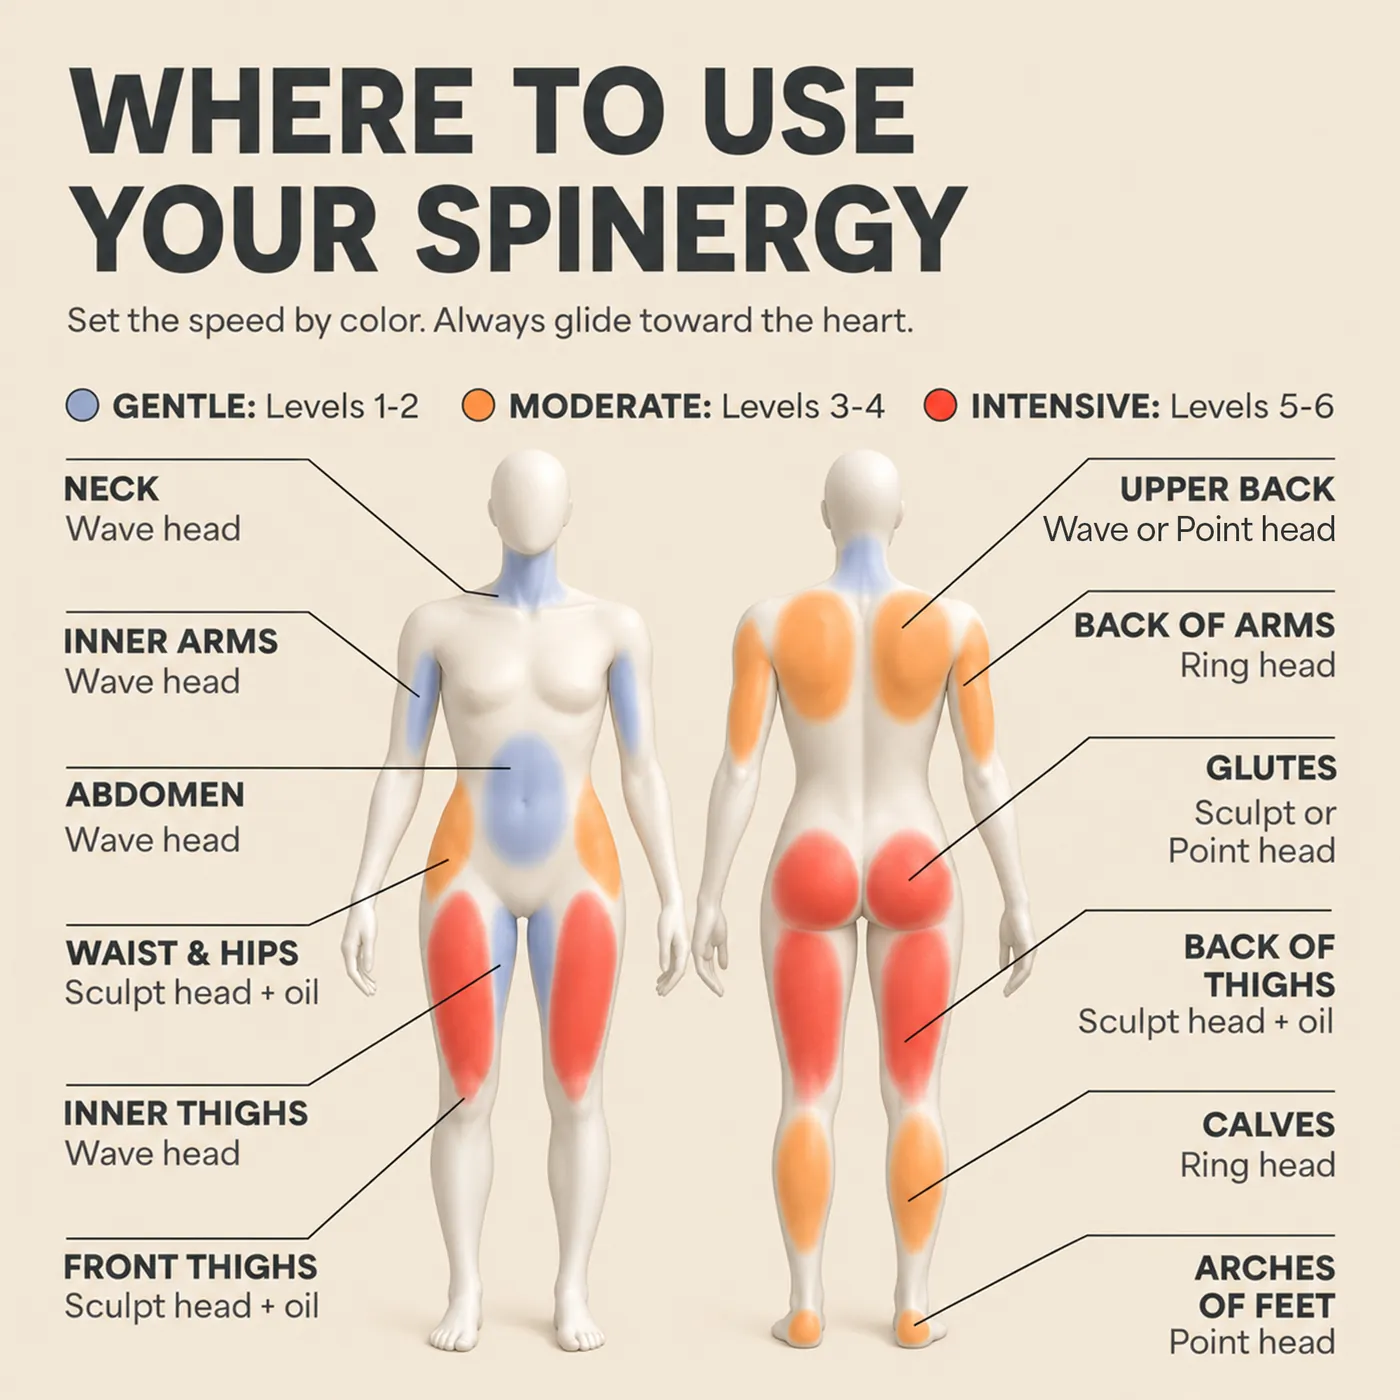 WHERE TO USE
YOUR SPINERGY
Set the speed by color. Always glide toward the heart.
GENTLE: Levels 1-2
MODERATE: Levels 3-4
INTENSIVE: Levels 5-6
NECK
Wave head
INNER ARMS
Wave head
ABDOMEN
Wave head
WAIST & HIPS
Sculpt head + oil
INNER THIGHS
Wave head
FRONT THIGHS
Sculpt head + oil
UPPER BACK
Wave or Point head
BACK OF ARMS
Ring head
GLUTES
Sculpt or
Point head
BACK OF
THIGHS
Sculpt head + oil
CALVES
Ring head
ARCHES
OF FEET
Point head